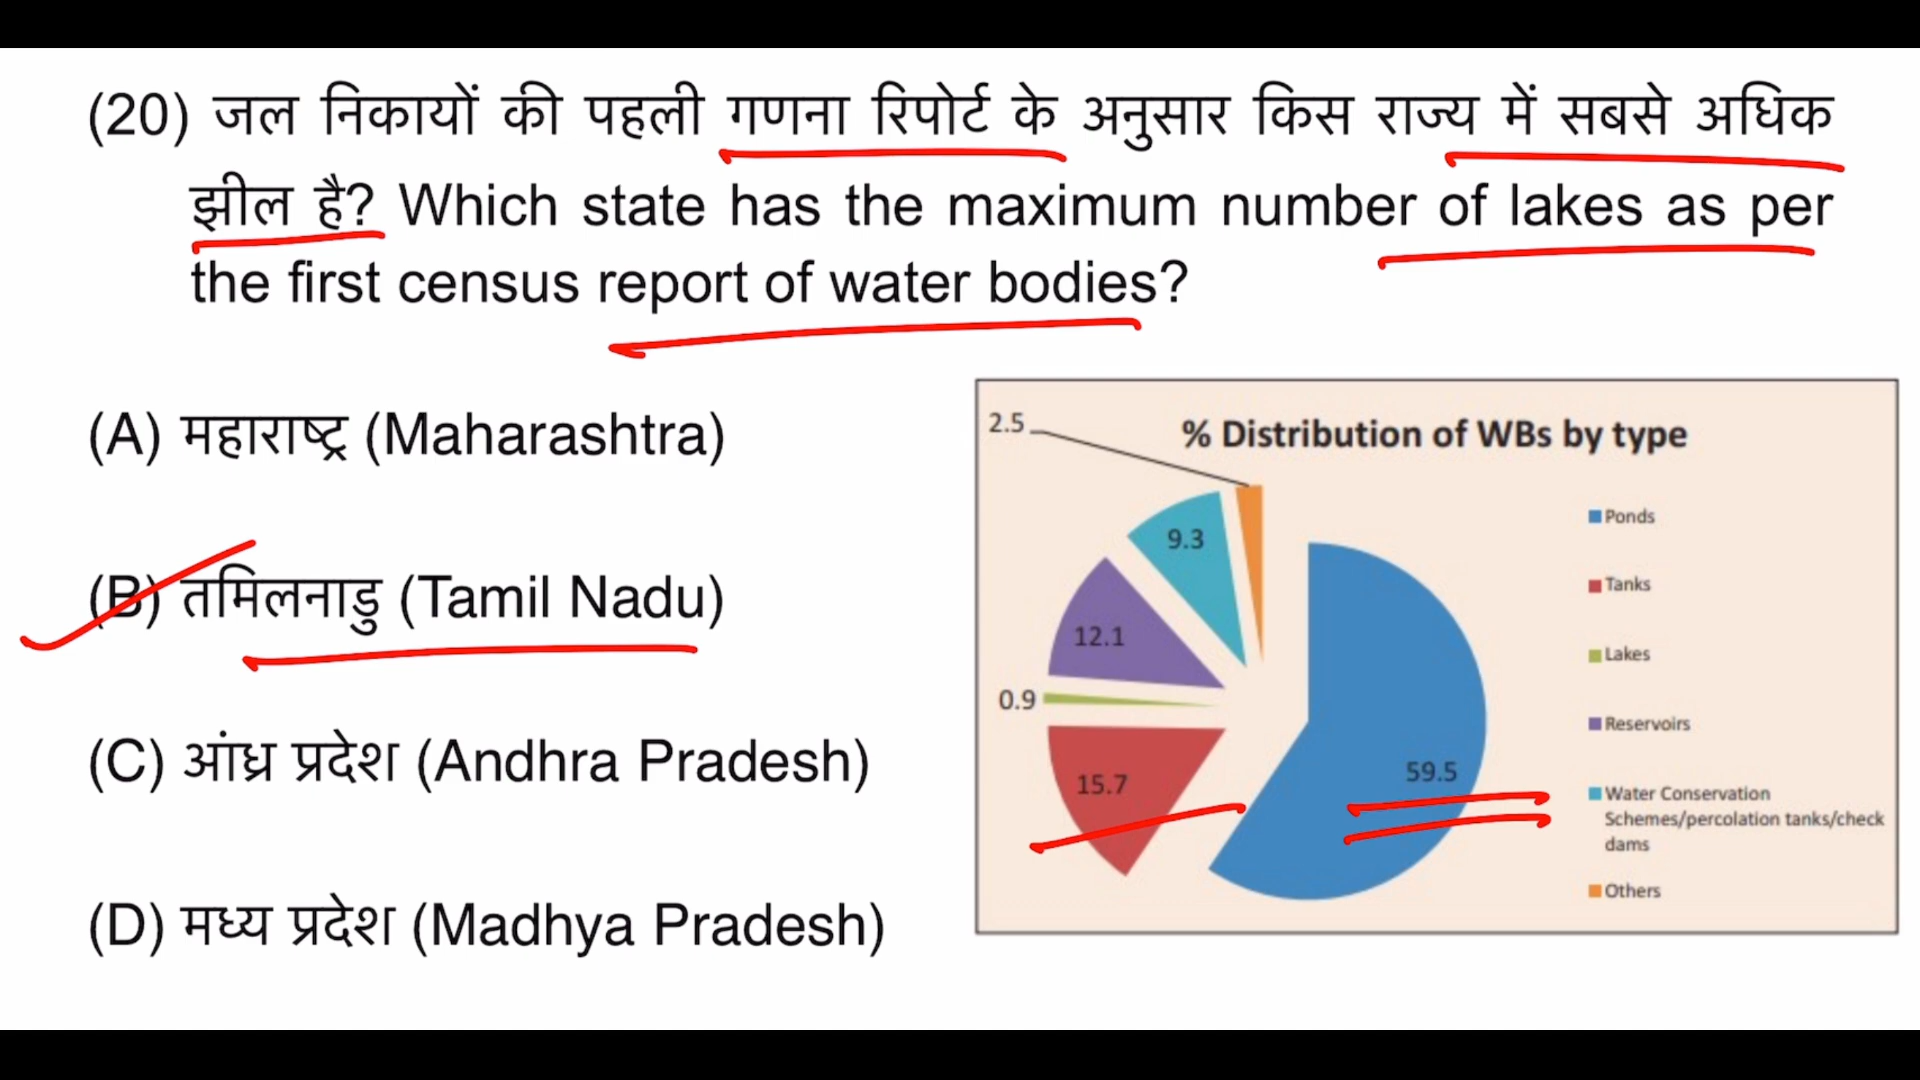 (20) जल निकायों की पहली गणना रिपोर्ट के अनुसार किस राज्य में सबसे अधिक
झील है? Which state has the maximum number of lakes as per
the first census report of water bodies?
(A) महाराष्ट्र (Maharashtra)
(B) तमिलनाडु (Tamil Nadu)
(C) आंध्र प्रदेश (Andhra Pradesh)
(D) मध्य प्रदेश (Madhya Pradesh)
% Distribution of WBs by type
2.5
9.3
12.1
0.9
15.7
59.5
Ponds
Tanks
Lakes
Reservoirs
Water Conservation
Schemes/percolation tanks/check
dams
Others